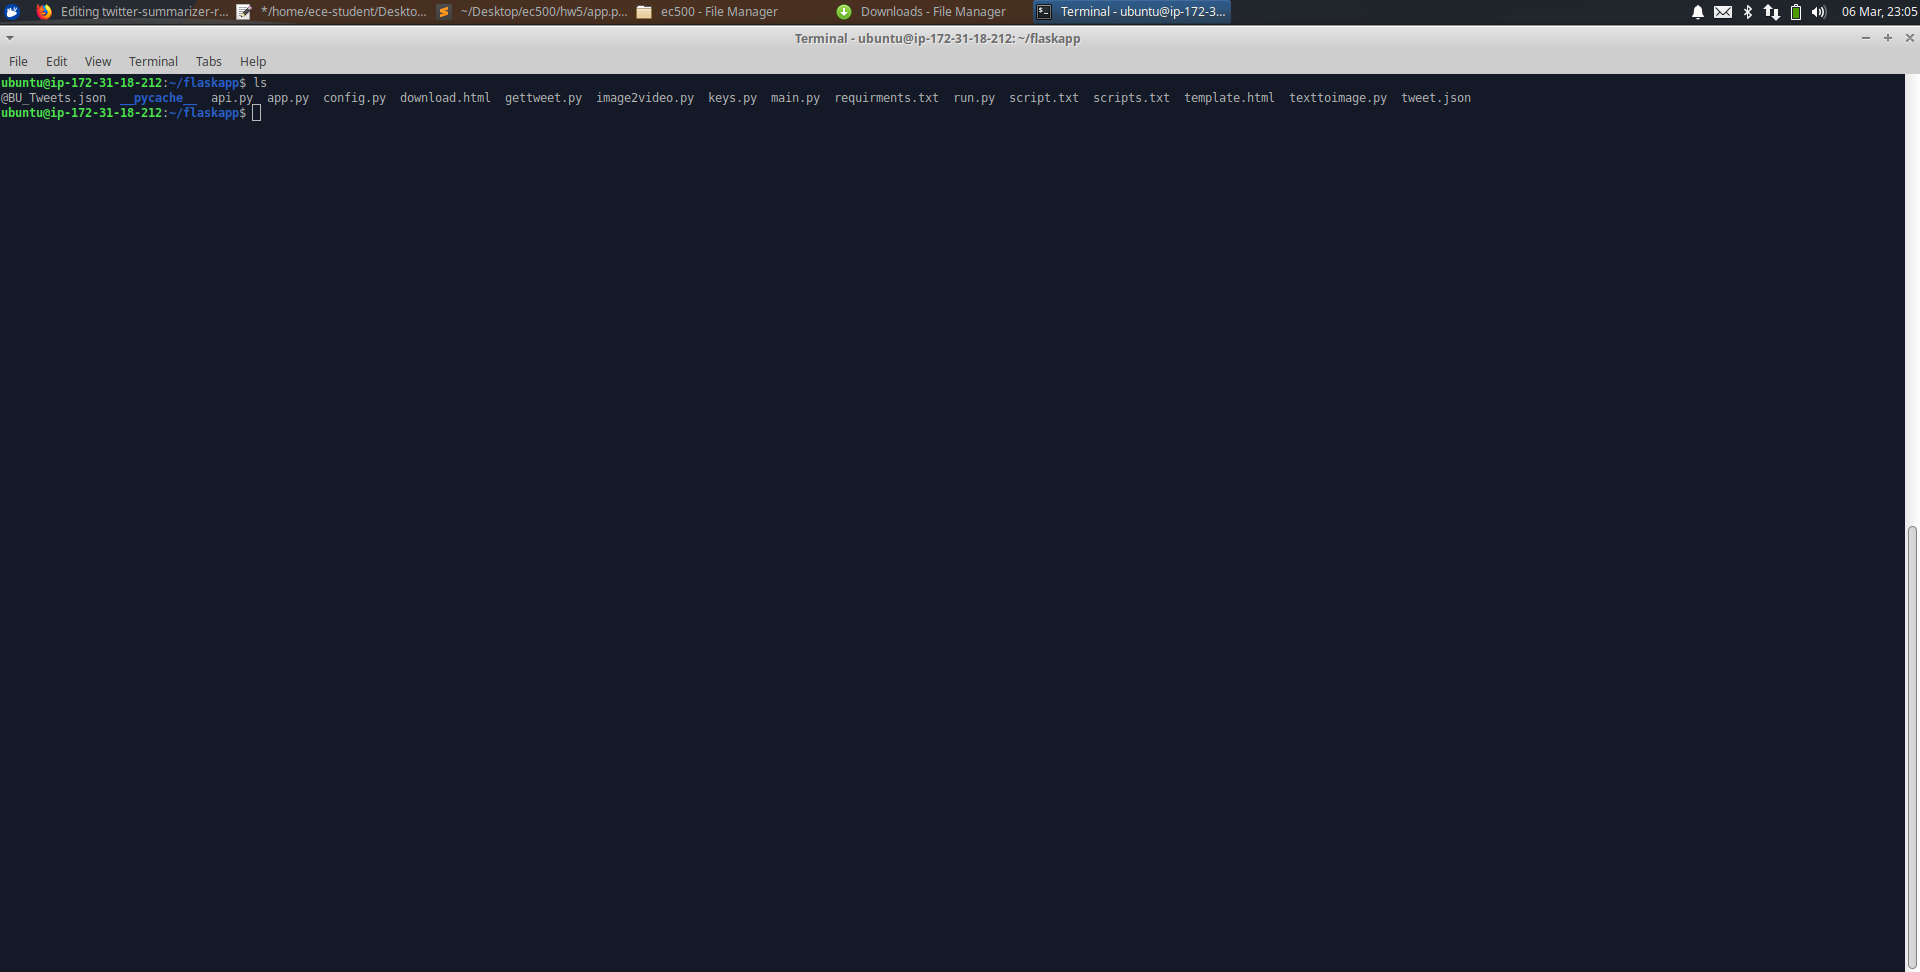 Editing twitter-summarizer-r... */home/ece-student/Deskto... ~/Desktop/ec500/hw5/app.p... ec500 - File Manager Downloads - File Manager Terminal - ubuntu@ip-172-3... 06 Mar, 23:05
Terminal - ubuntu@ip-172-31-18-212: ~/flaskapp
File Edit View Terminal Tabs Help
ubuntu@ip-172-31-18-212:~/flaskapp$ ls
@BU_Tweets.json __pycache__ api.py app.py config.py download.html gettweet.py image2video.py keys.py main.py requirments.txt run.py script.txt scripts.txt template.html texttoimage.py tweet.json
ubuntu@ip-172-31-18-212:~/flaskapp$